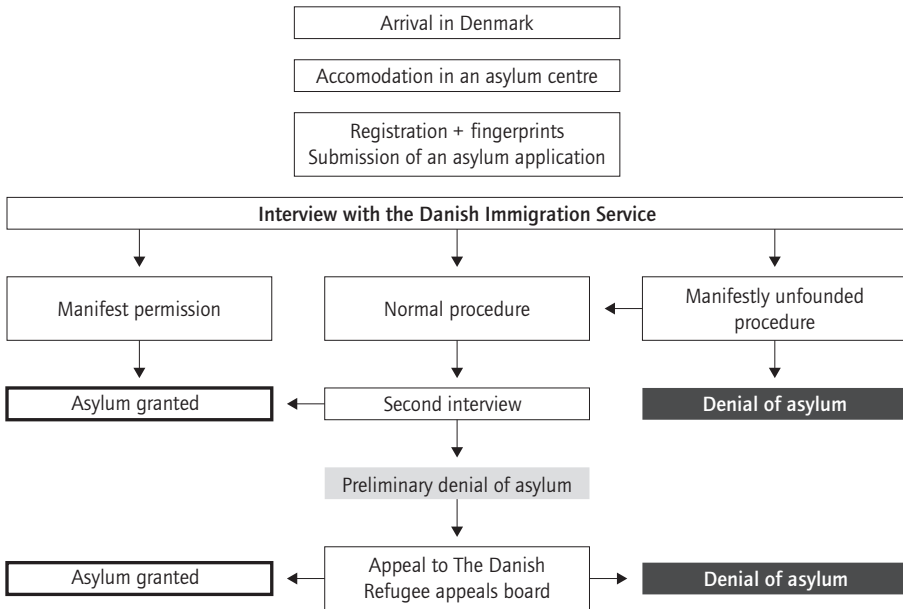 Arrival in Denmark
Accomodation in an asylum centre
Registration + fingerprints
Submission of an asylum application
Interview with the Danish Immigration Service
Manifest permission
Normal procedure
Manifestly unfounded
procedure
Asylum granted
Second interview
Denial of asylum
Preliminary denial of asylum
Asylum granted
Appeal to The Danish
Refugee appeals board
Denial of asylum